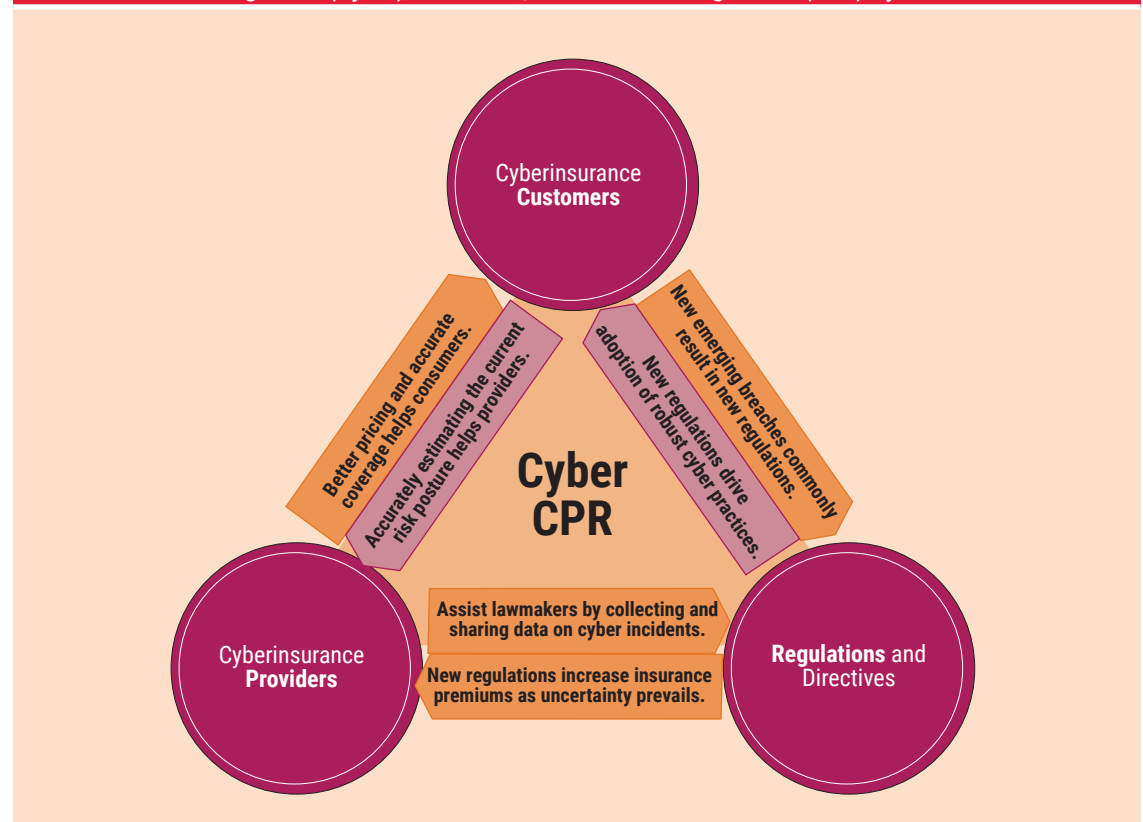 Cyberinsurance
Customers
Better pricing and accurate
coverage helps consumers.
Accurately estimating the current
risk posture helps providers.
New regulations drive
adoption of robust cyber practices.
New emerging breaches commonly
result in new regulations.
Cyber
CPR
Assist lawmakers by collecting and
sharing data on cyber incidents.
New regulations increase insurance
premiums as uncertainty prevails.
Cyberinsurance
Providers
Regulations and
Directives